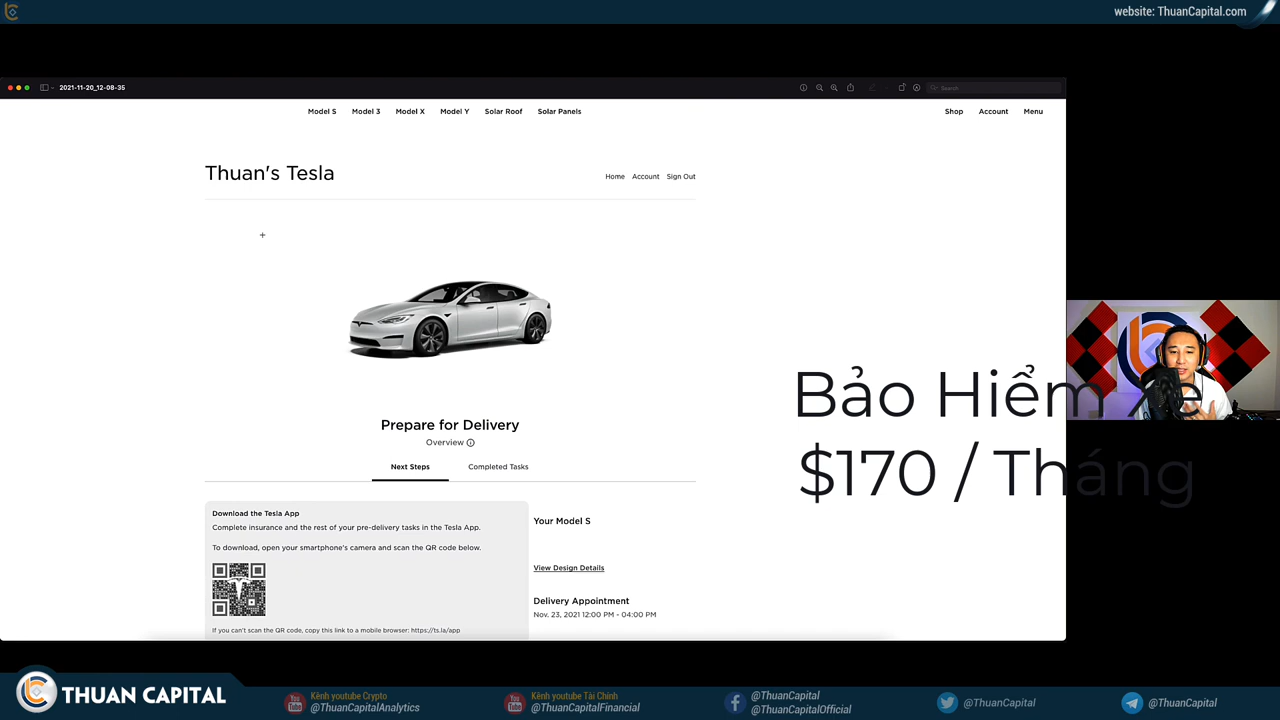 website: ThuanCapital.com
2021-11-20_12-08-35
Search
Model S Model 3 Model X Model Y Solar Roof Solar Panels
Shop Account Menu
Thuan's Tesla
Home Account Sign Out
Prepare for Delivery
Overview
Next Steps Completed Tasks
Download the Tesla App
Complete insurance and the rest of your pre-delivery tasks in the Tesla App.
To download, open your smartphone's camera and scan the QR code below.
If you can't scan the QR code, copy this link to a mobile browser: https://ts.la/app
Your Model S
View Design Details
Delivery Appointment
Nov. 23, 2021 12:00 PM - 04:00 PM
Bảo Hiểm Xe
$170 / Tháng
THUAN CAPITAL
Kênh youtube Crypto
@ThuanCapitalAnalytics
Kênh youtube Tài Chính
@ThuanCapitalFinancial
@ThuanCapital
@ThuanCapitalOfficial
@ThuanCapital
@ThuanCapital